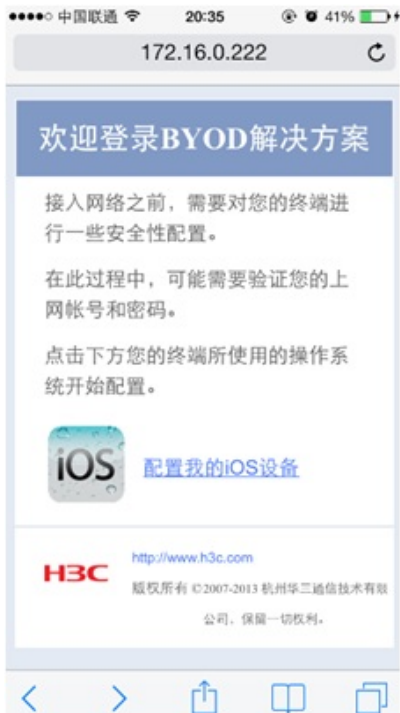 中国联通 20:35 41%
172.16.0.222
欢迎登录BYOD解决方案
接入网络之前，需要对您的终端进
行一些安全性配置。
在此过程中，可能需要验证您的上
网帐号和密码。
点击下方您的终端所使用的操作系
统开始配置。
iOS 配置我的iOS设备
H3C
http://www.h3c.com
版权所有 ©2007-2013 杭州华三通信技术有限
公司、保留一切权利。